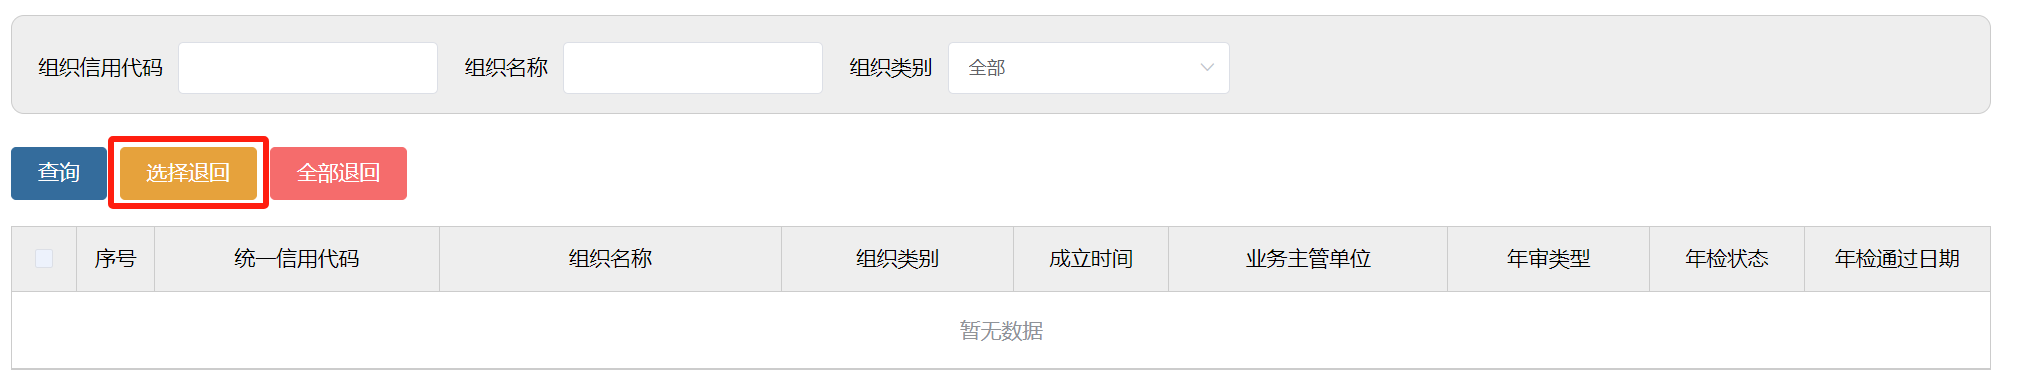 组织信用代码 组织名称 组织类别 全部
查询 选择退回 全部退回
序号 统一信用代码 组织名称 组织类别 成立时间 业务主管单位 年审类型 年检状态 年检通过日期
暂无数据